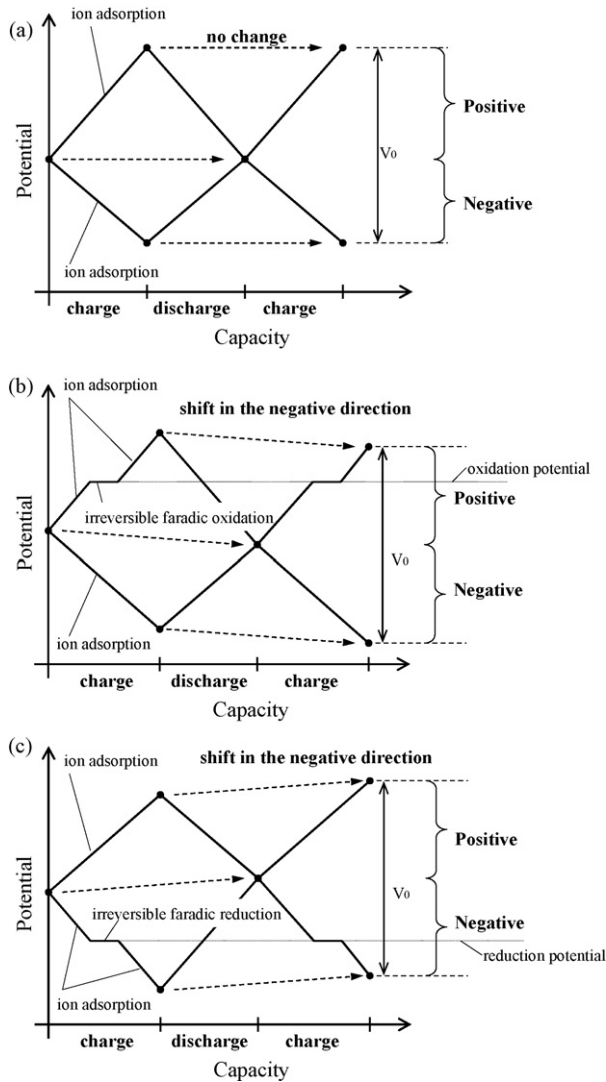 (a)
ion adsorption
no change
Potential
V0
Positive
Negative
ion adsorption
charge
discharge
charge
Capacity
(b)
ion adsorption
shift in the negative direction
oxidation potential
Positive
irreversible faradic oxidation
Potential
V0
Negative
ion adsorption
charge
discharge
charge
Capacity
(c)
shift in the negative direction
ion adsorption
Positive
Potential
V0
irreversible faradic reduction
Negative
reduction potential
ion adsorption
charge
discharge
charge
Capacity